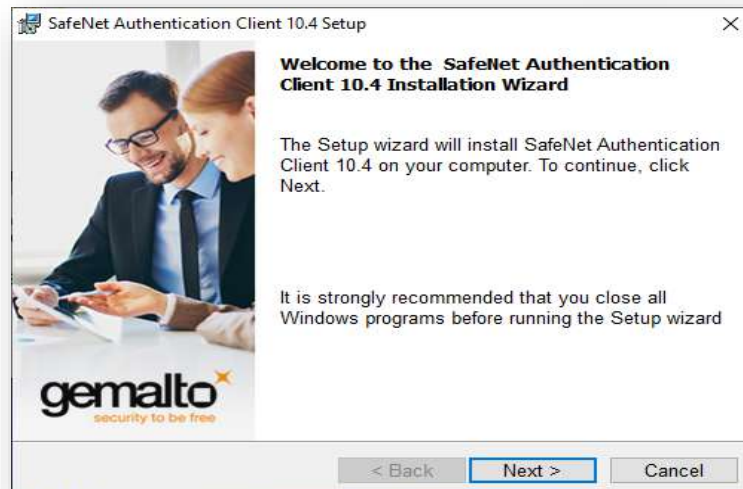 SafeNet Authentication Client 10.4 Setup
Welcome to the SafeNet Authentication
Client 10.4 Installation Wizard
The Setup wizard will install SafeNet Authentication
Client 10.4 on your computer. To continue, click
Next.
It is strongly recommended that you close all
Windows programs before running the Setup wizard
gemalto
security to be free
< Back
Next >
Cancel